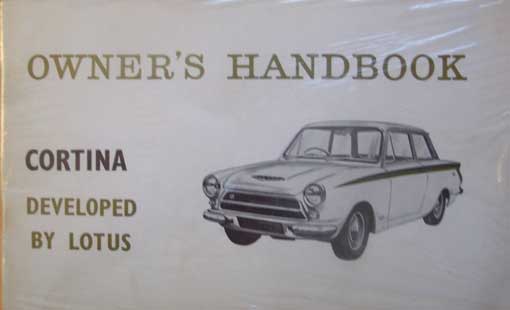 OWNER'S HANDBOOK
CORTINA
DEVELOPED
BY LOTUS